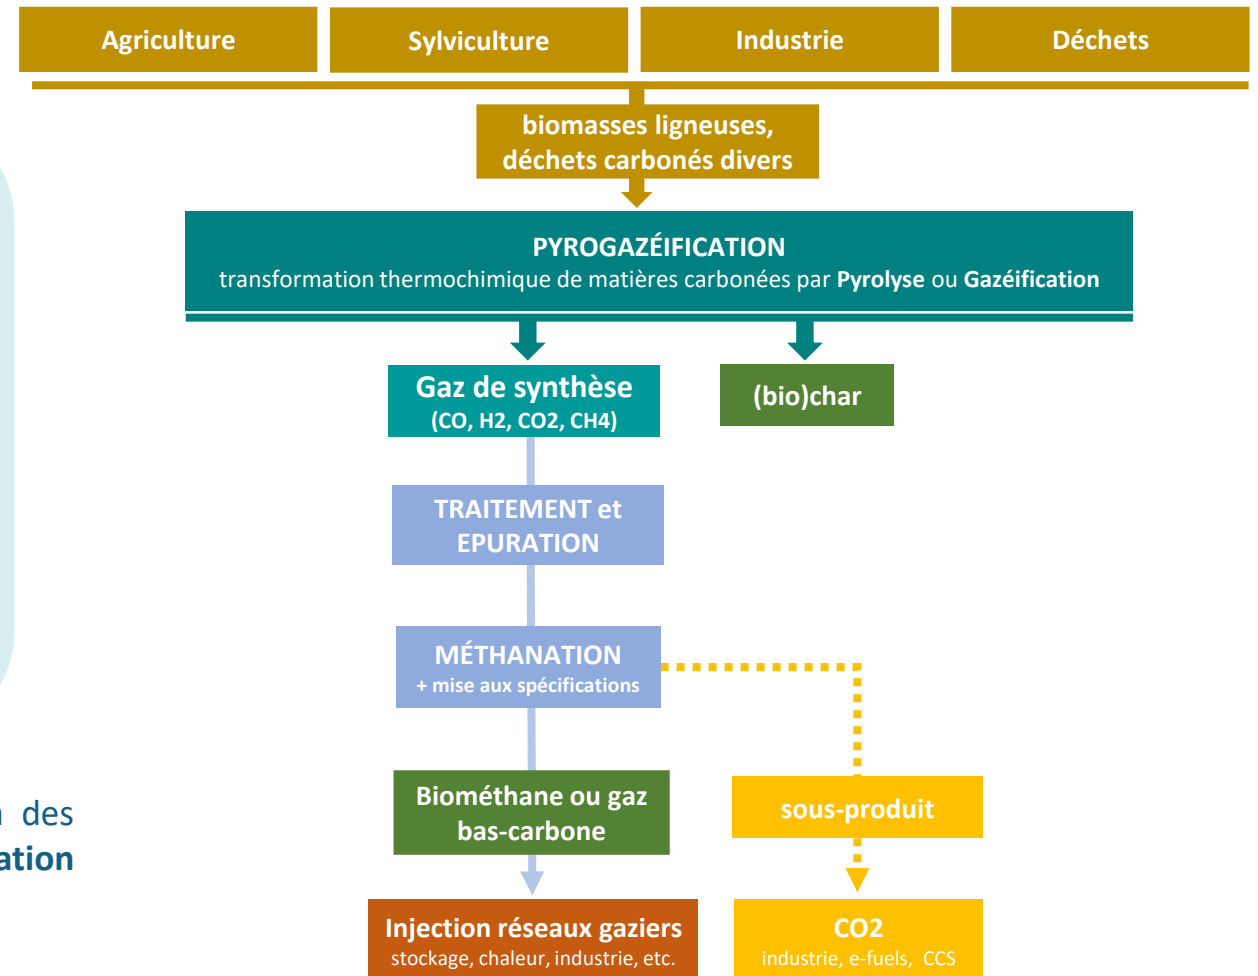 Agriculture
Sylviculture
Industrie
Déchets
biomasses ligneuses,
déchets carbonés divers
PYROGAZÉIFICATION
transformation thermochimique de matières carbonées par Pyrolyse ou Gazéification
Gaz de synthèse
(CO, H2, CO2, CH4)
(bio)char
TRAITEMENT et
EPURATION
MÉTHANATION
+ mise aux spécifications
Biométhane ou gaz
bas-carbone
sous-produit
des
ation
Injection réseaux gaziers
stockage, chaleur, industrie, etc.
CO2
industrie, e-fuels, CCS